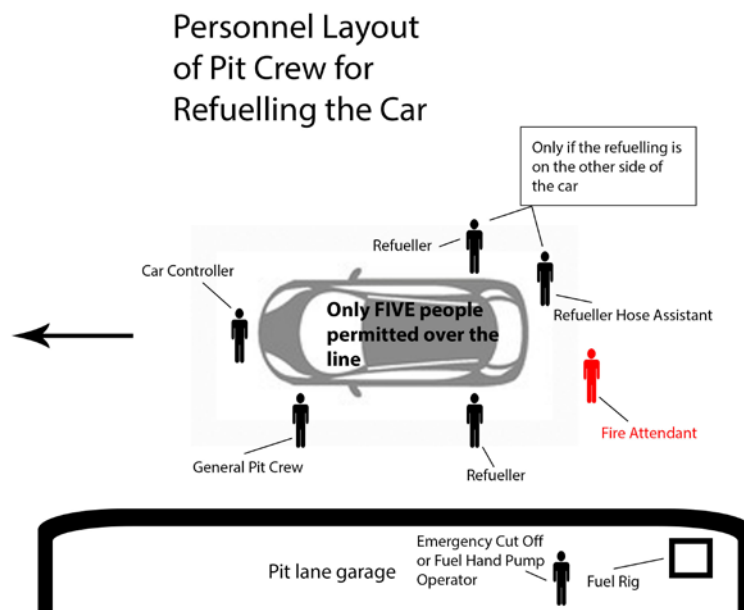 Personnel Layout
of Pit Crew for
Refuelling the Car
Only if the refuelling is
on the other side of
the car
Refueller
Car Controller
Only FIVE people
permitted over the
line
Refueller Hose Assistant
Fire Attendant
General Pit Crew
Refueller
Emergency Cut Off
or Fuel Hand Pump
Operator
Pit lane garage
Fuel Rig